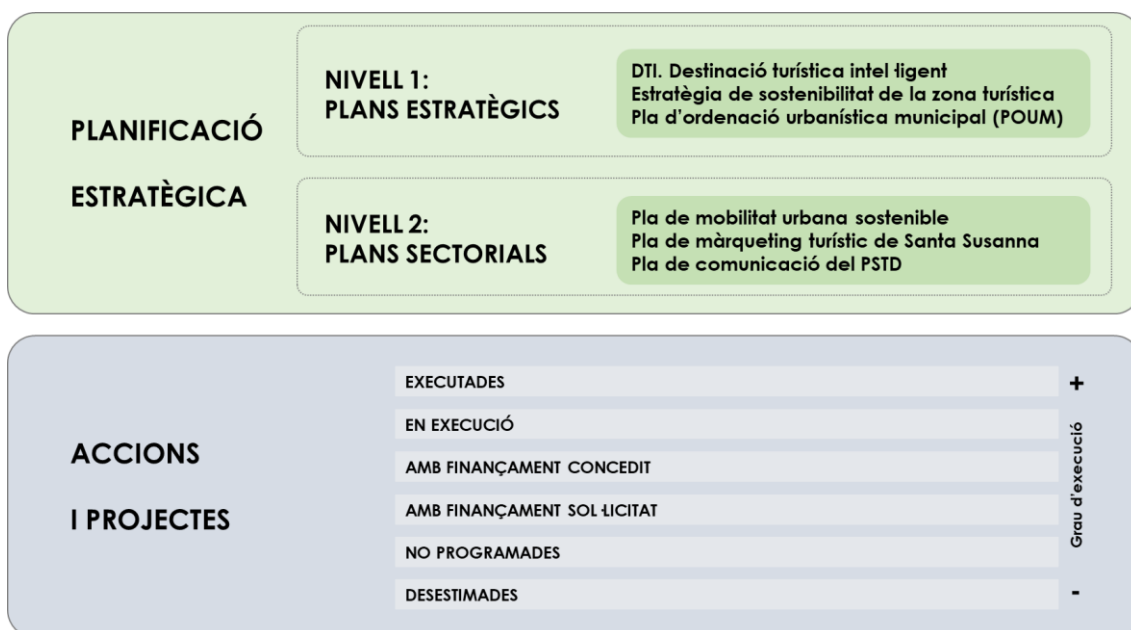 PLANIFICACIÓ
ESTRATÈGICA
NIVELL 1:
PLANS ESTRATÈGICS
DTI. Destinació turística intel·ligent
Estratègia de sostenibilitat de la zona turística
Pla d'ordenació urbanística municipal (POUM)
NIVELL 2:
PLANS SECTORIALS
Pla de mobilitat urbana sostenible
Pla de màrqueting turístic de Santa Susanna
Pla de comunicació del PSTD
ACCIONS
I PROJECTES
EXECUTADES
EN EXECUCIÓ
AMB FINANÇAMENT CONCEDIT
AMB FINANÇAMENT SOL·LICITAT
NO PROGRAMADES
DESESTIMADES
+
Grau d'execució
-